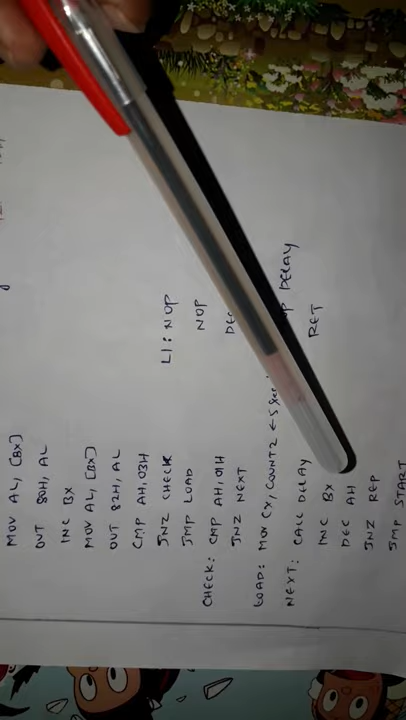 MOV AL, [BX]
OUT 80H, AL
INC BX
MOV AL, [BX]
OUT 82H, AL
CMP AH, 03H
JNZ CHECK
JMP LOAD
CHECK: CMP AH, 01H
JNZ NEXT
LOAD: MOV CX, COUNT2 ← 5 sec
NEXT: CALL DELAY
INC BX
DEC AH
JNZ REP
JMP START
L1: NOP
NOP
DELAY
RET